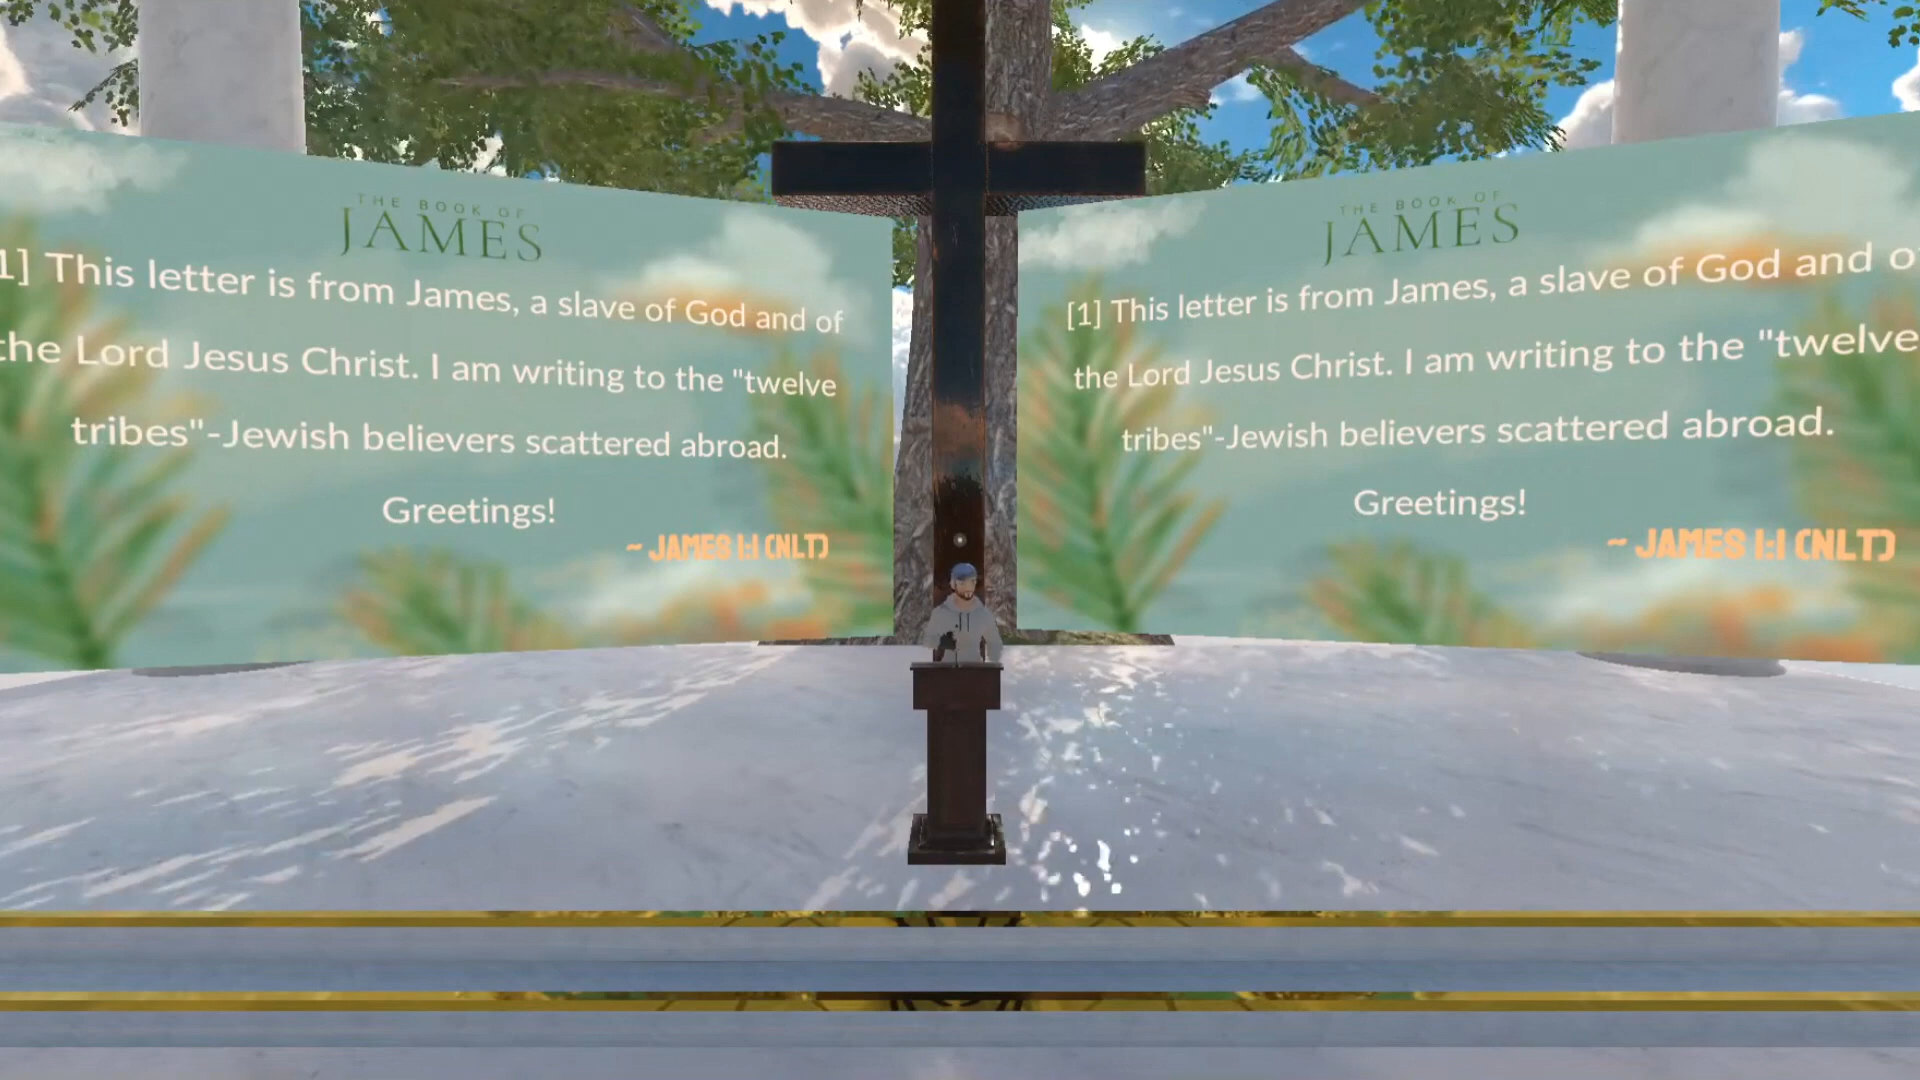 THE BOOK OF
JAMES
1] This letter is from James, a slave of God and of
the Lord Jesus Christ. I am writing to the "twelve
tribes"-Jewish believers scattered abroad.
Greetings!
~ JAMES 1:1 (NLT)
THE BOOK OF
JAMES
[1] This letter is from James, a slave of God and o
the Lord Jesus Christ. I am writing to the "twelve
tribes"-Jewish believers scattered abroad.
Greetings!
~ JAMES 1:1 (NLT)